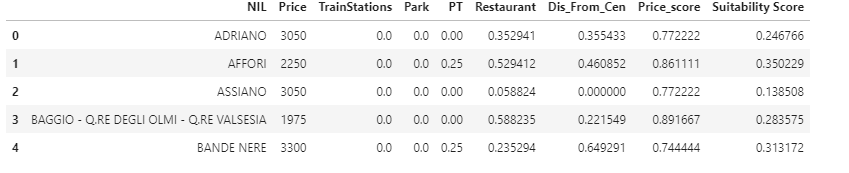 NIL Price TrainStations Park PT Restaurant Dis_From_Cen Price_score Suitability Score
0 ADRIANO 3050 0.0 0.0 0.00 0.352941 0.355433 0.772222 0.246766
1 AFFORI 2250 0.0 0.0 0.25 0.529412 0.460852 0.861111 0.350229
2 ASSIANO 3050 0.0 0.0 0.00 0.058824 0.000000 0.772222 0.138508
3 BAGGIO - Q.RE DEGLI OLMI - Q.RE VALSESIA 1975 0.0 0.0 0.00 0.588235 0.221549 0.891667 0.283575
4 BANDE NERE 3300 0.0 0.0 0.25 0.235294 0.649291 0.744444 0.313172